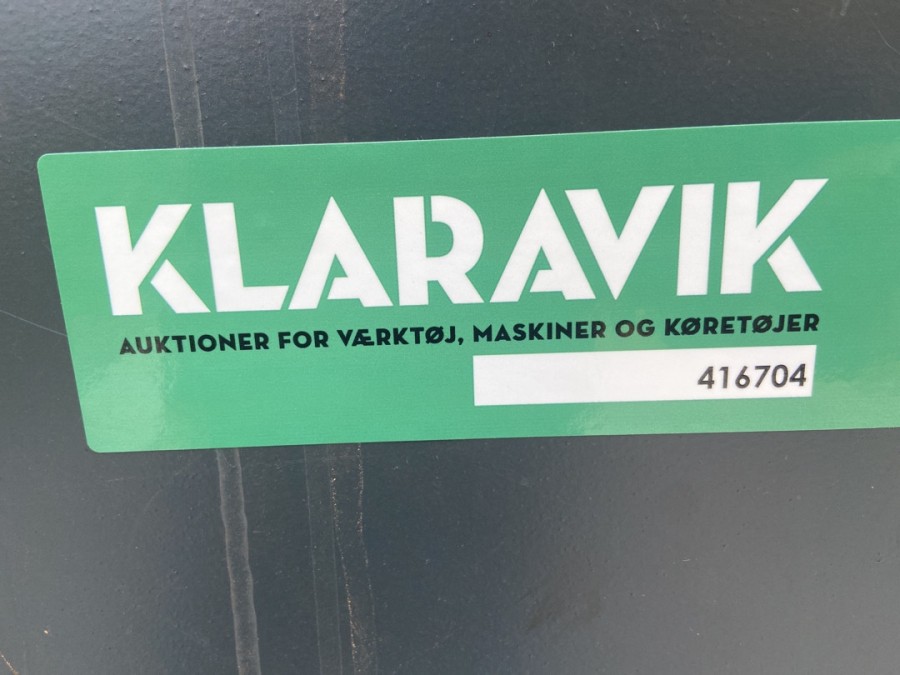 KLARAVIK
AUKTIONER FOR VÆRKTØJ, MASKINER OG KØRETØJER
416704